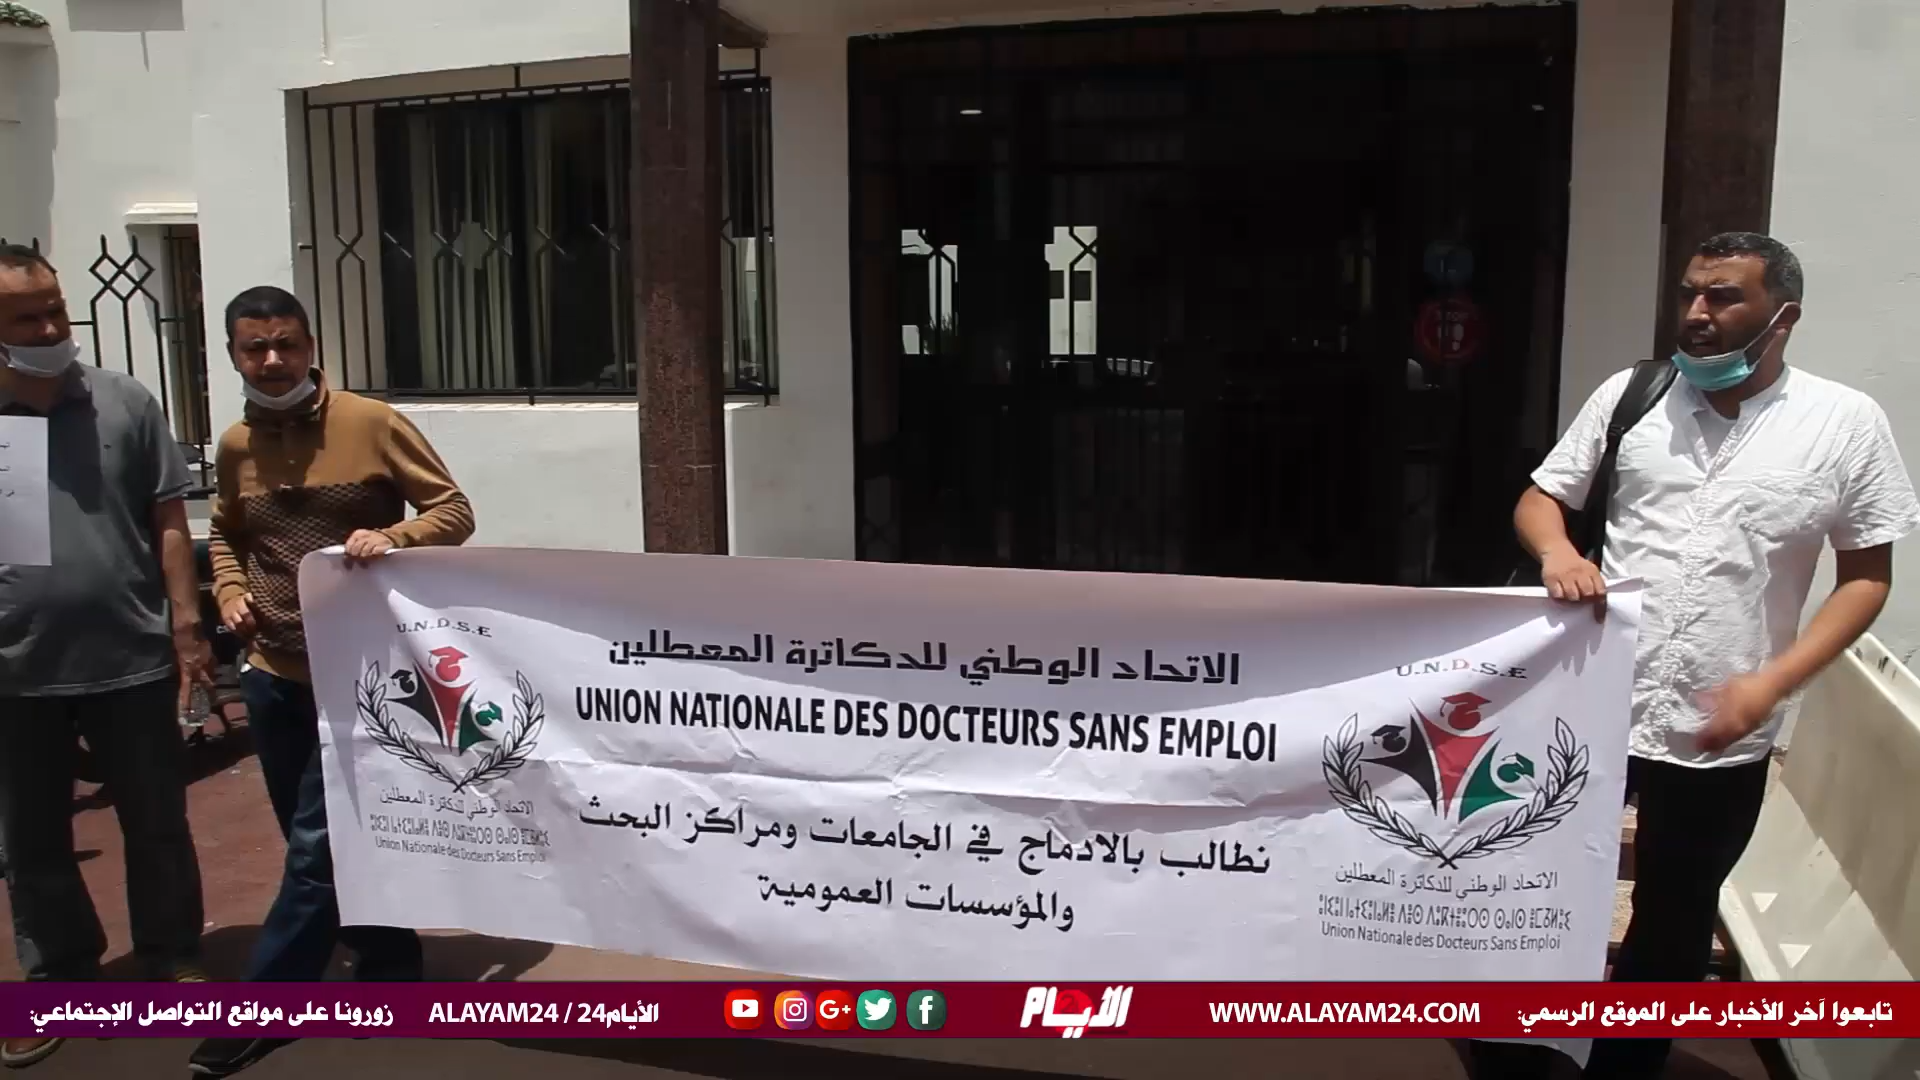 U.N.D.S.E
الاتحاد الوطني للدكاترة المعطلين
UNION NATIONALE DES DOCTEURS SANS EMPLOI
نطالب بالادماج في الجامعات ومراكز البحث
والمؤسسات العمومية
الاتحاد الوطني للدكاترة المعطلين
Union Nationale des Docteurs Sans Emploi
U.N.D.S.E
الاتحاد الوطني للدكاترة المعطلين
Union Nationale des Docteurs Sans Emploi
STOP
تابعوا آخر الأخبار على الموقع الرسمي: WWW.ALAYAM24.COM
الأيام
الأيام24 / ALAYAM24 زورونا على مواقع التواصل الإجتماعي: